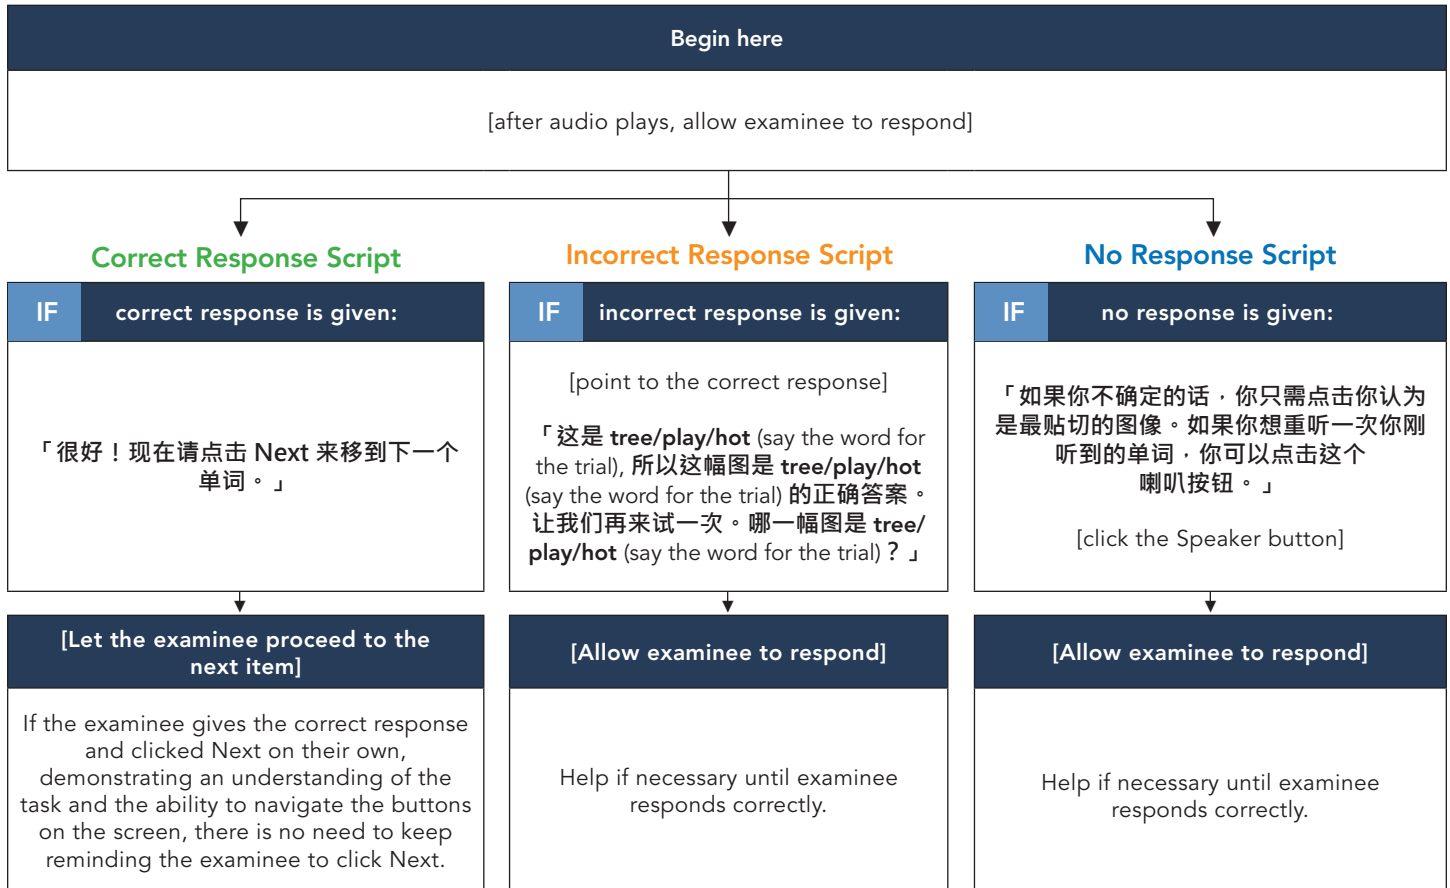 Begin here
[after audio plays, allow examinee to respond]
Correct Response Script
IF
correct response is given:
「很好！现在请点击 Next 来移到下一个
单词。」
[Let the examinee proceed to the
next item]
If the examinee gives the correct response
and clicked Next on their own,
demonstrating an understanding of the
task and the ability to navigate the buttons
on the screen, there is no need to keep
reminding the examinee to click Next.
Incorrect Response Script
IF
incorrect response is given:
[point to the correct response]
「这是 tree/play/hot (say the word for
the trial), 所以这幅图是 tree/play/hot
(say the word for the trial) 的正确答案。
让我们再来试一次。哪一幅图是 tree/
play/hot (say the word for the trial)？」
[Allow examinee to respond]
Help if necessary until examinee
responds correctly.
No Response Script
IF
no response is given:
「如果你不确定的话，你只需点击你认为
是最贴切的图像。如果你想重听一次你刚
听到的单词，你可以点击这个
喇叭按钮。」
[click the Speaker button]
[Allow examinee to respond]
Help if necessary until examinee
responds correctly.